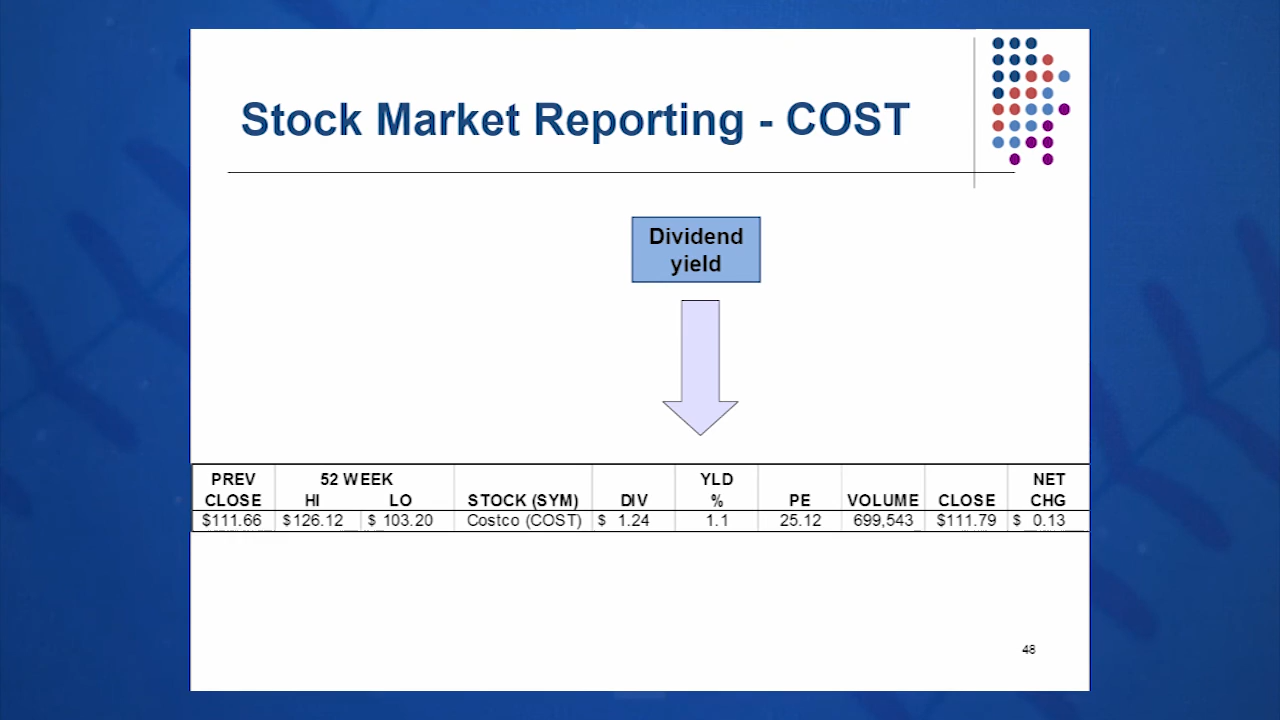 Stock Market Reporting - COST
Dividend
yield
PREV 52 WEEK YLD NET
CLOSE HI LO STOCK (SYM) DIV % PE VOLUME CLOSE CHG
$111.66 $126.12 $ 103.20 Costco (COST) $ 1.24 1.1 25.12 699,543 $111.79 $ 0.13
48